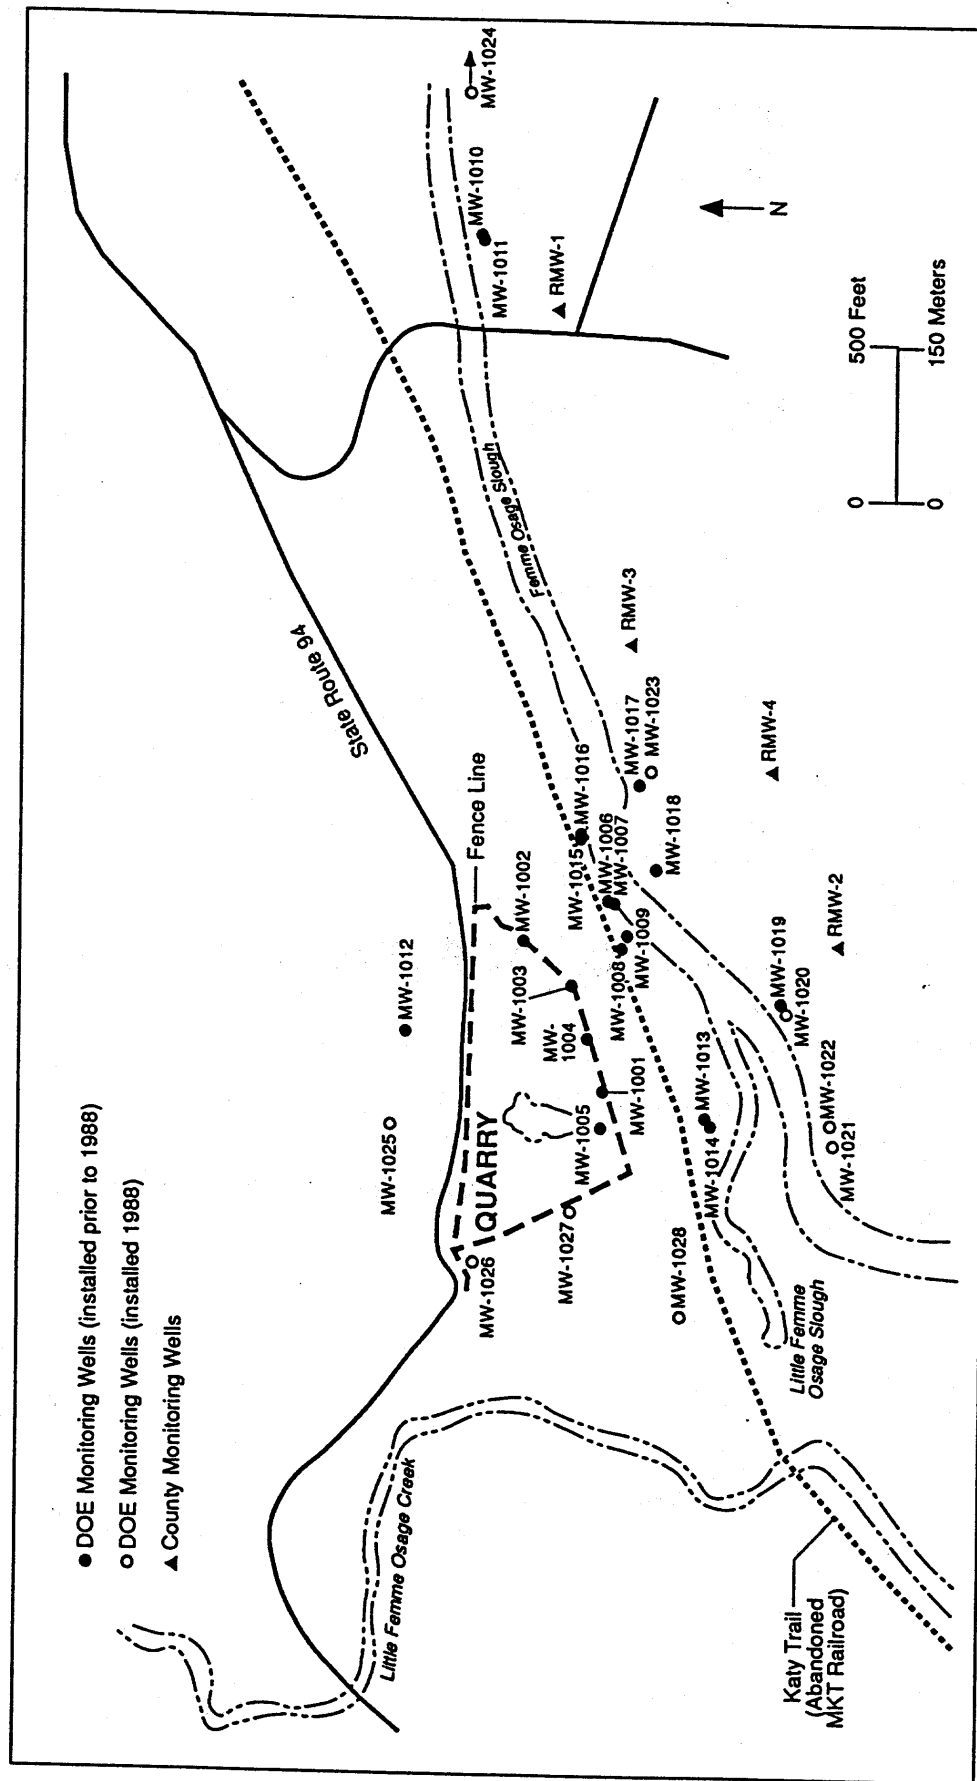 ● DOE Monitoring Wells (installed prior to 1988)
○ DOE Monitoring Wells (installed 1988)
▲ County Monitoring Wells
State Route 94
Little Femme Osage Creek
MW-1025
MW-1012
MW-1026
QUARRY
Fence Line
MW-1002
MW-1003
MW-
1004
MW-1001
MW-1005
MW-1027
MW-1028
MW-1015
MW-1016
MW-1006
MW-1007
MW-1008
MW-1009
MW-1013
MW-1014
MW-1017
MW-1023
MW-1018
MW-1019
MW-1020
MW-1022
MW-1021
RMW-2
RMW-4
RMW-3
Femme Osage Slough
Little Femme
Osage Slough
Katy Trail
(Abandoned
MKT Railroad)
MW-1024
MW-1010
MW-1011
RMW-1
N
0
500 Feet
0
150 Meters